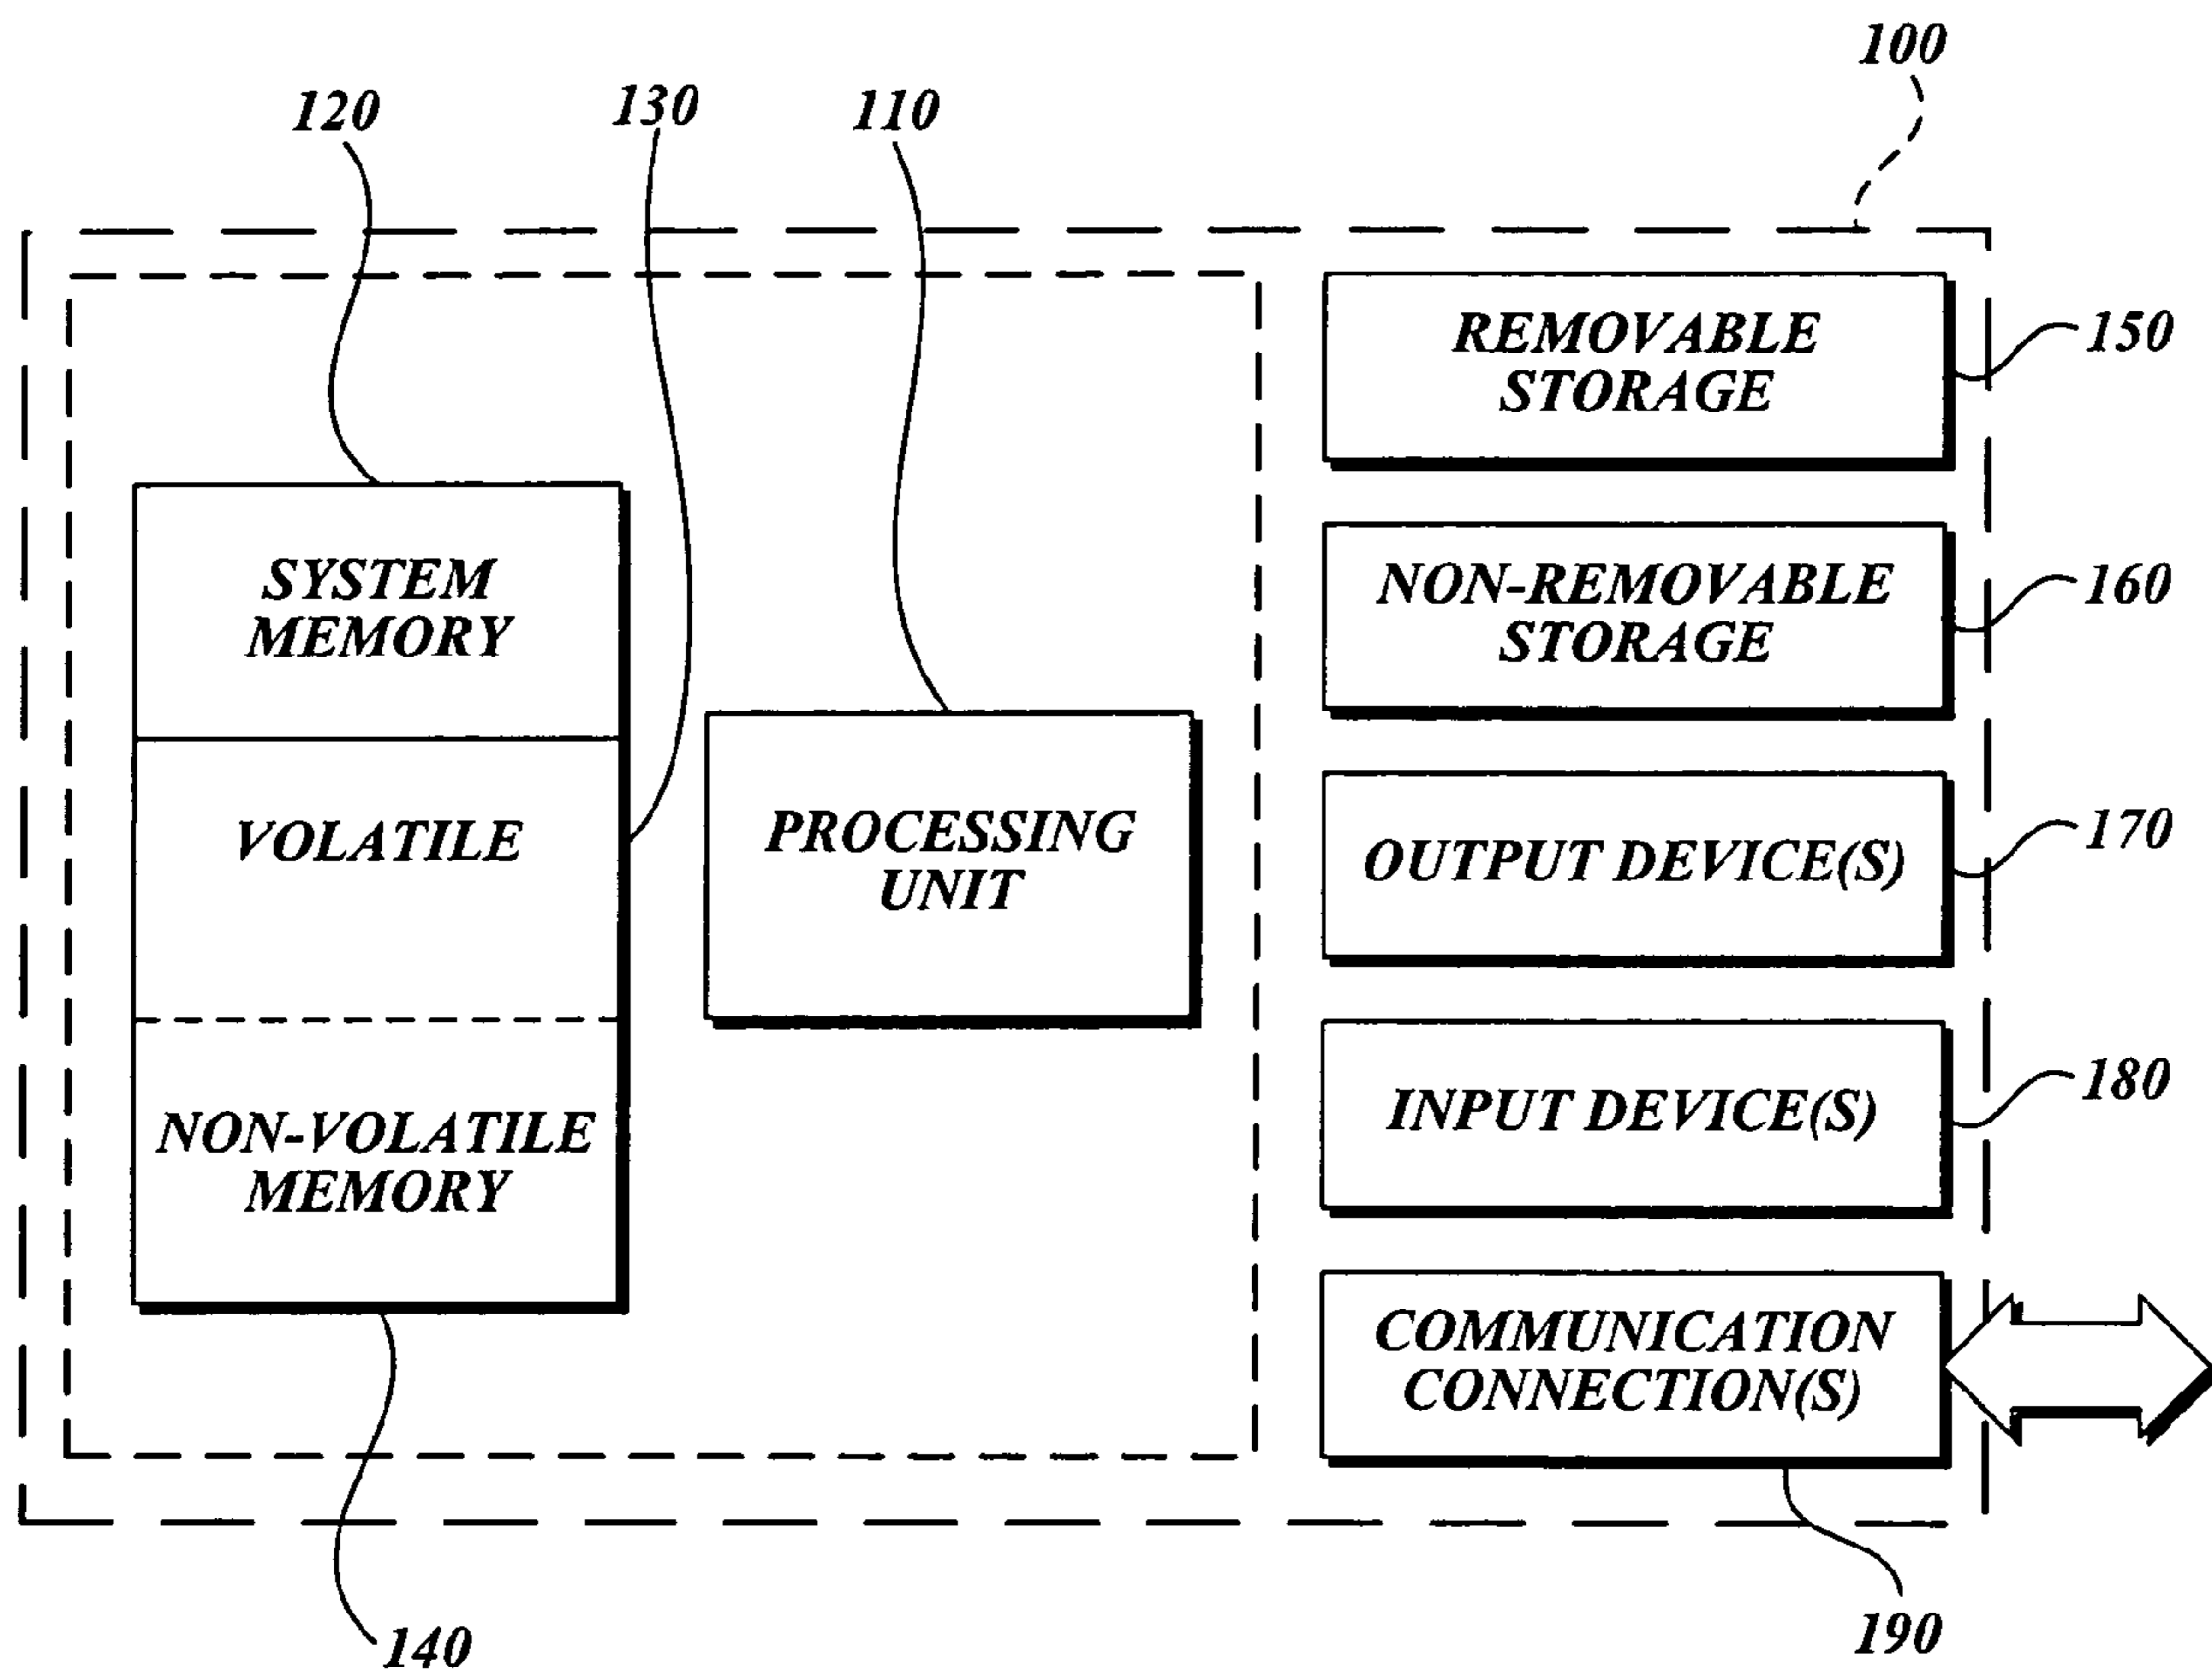 100
120
130
110
REMOVABLE
STORAGE
150
SYSTEM
MEMORY
NON-REMOVABLE
STORAGE
160
VOLATILE
PROCESSING
UNIT
OUTPUT DEVICE(S)
170
NON-VOLATILE
MEMORY
INPUT DEVICE(S)
180
COMMUNICATION
CONNECTION(S)
140
190